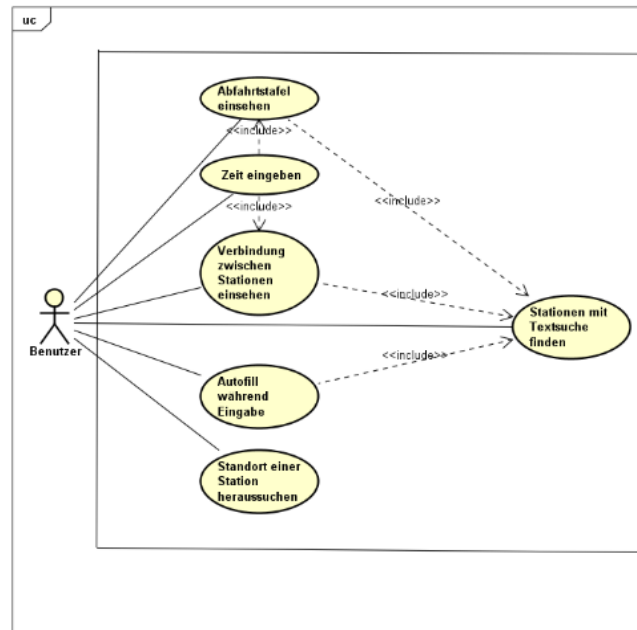 uc
Abfahrtstafel
einsehen
<<include>>
Zeit eingeben
<<include>>
<<include>>
Verbindung
zwischen
Stationen
einsehen
<<include>>
Stationen mit
Textsuche
finden
Benutzer
<<include>>
Autofill
wahrend
Eingabe
Standort einer
Station
heraussuchen